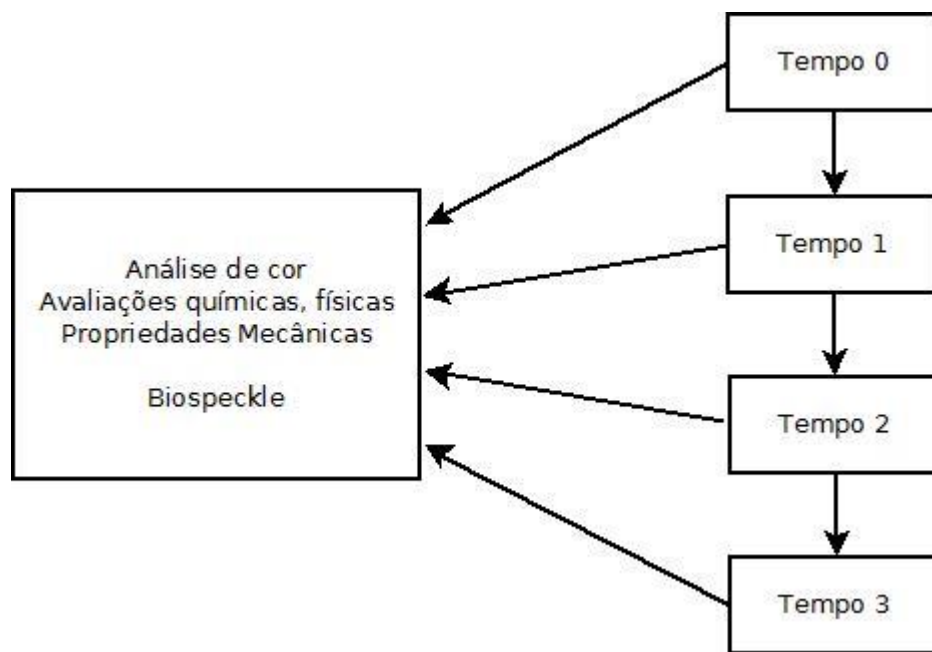 Tempo 0
Tempo 1
Análise de cor
Avaliações químicas, físicas
Propriedades Mecânicas
Biospeckle
Tempo 2
Tempo 3